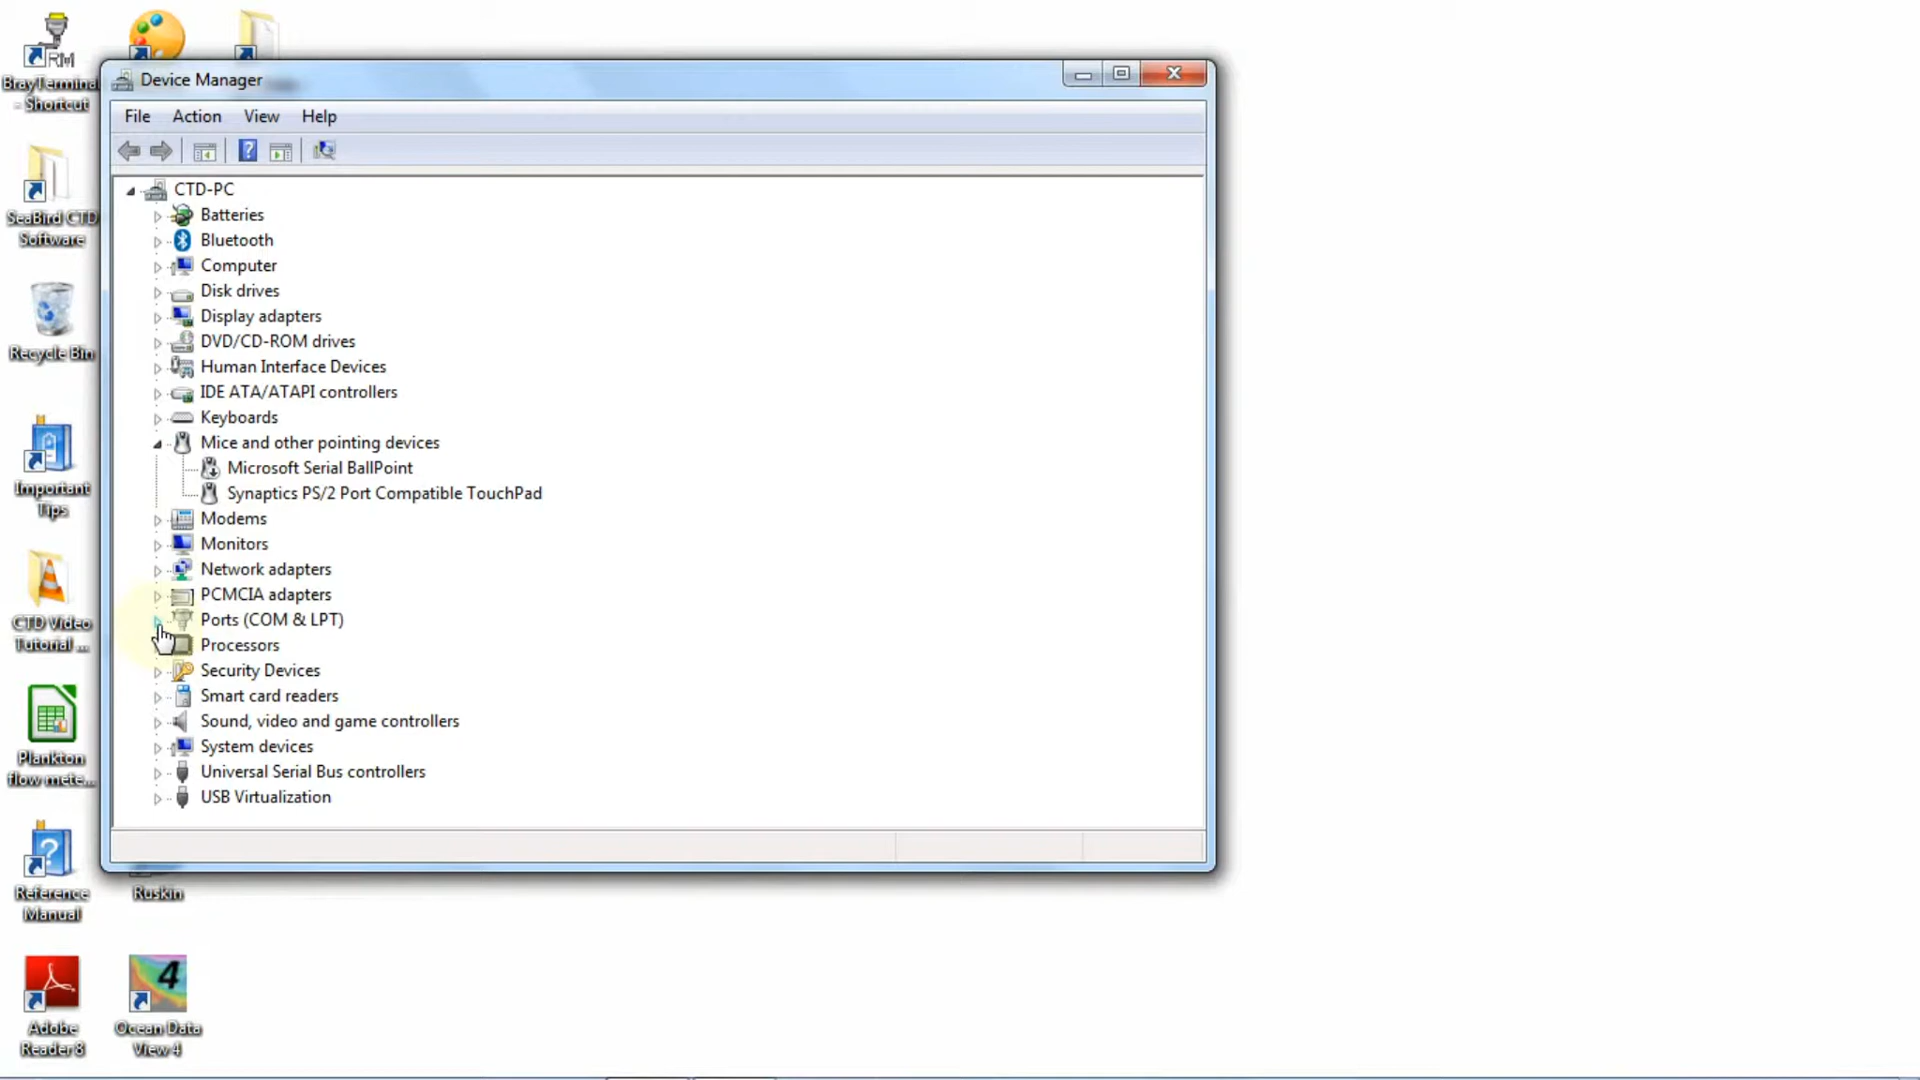 RM
BrayTerminal
- Shortcut
Device Manager
File Action View Help
CTD-PC
Batteries
Bluetooth
Computer
Disk drives
Display adapters
DVD/CD-ROM drives
Human Interface Devices
IDE ATA/ATAPI controllers
Keyboards
Mice and other pointing devices
Microsoft Serial BallPoint
Synaptics PS/2 Port Compatible TouchPad
Modems
Monitors
Network adapters
PCMCIA adapters
Ports (COM & LPT)
Processors
Security Devices
Smart card readers
Sound, video and game controllers
System devices
Universal Serial Bus controllers
USB Virtualization
SeaBird CTD
Software
Recycle Bin
Important
Tips
CTD Video
Tutorial ...
Plankton
flow mete...
Reference
Manual
Ruskin
Adobe
Reader 8
4
Ocean Data
View 4